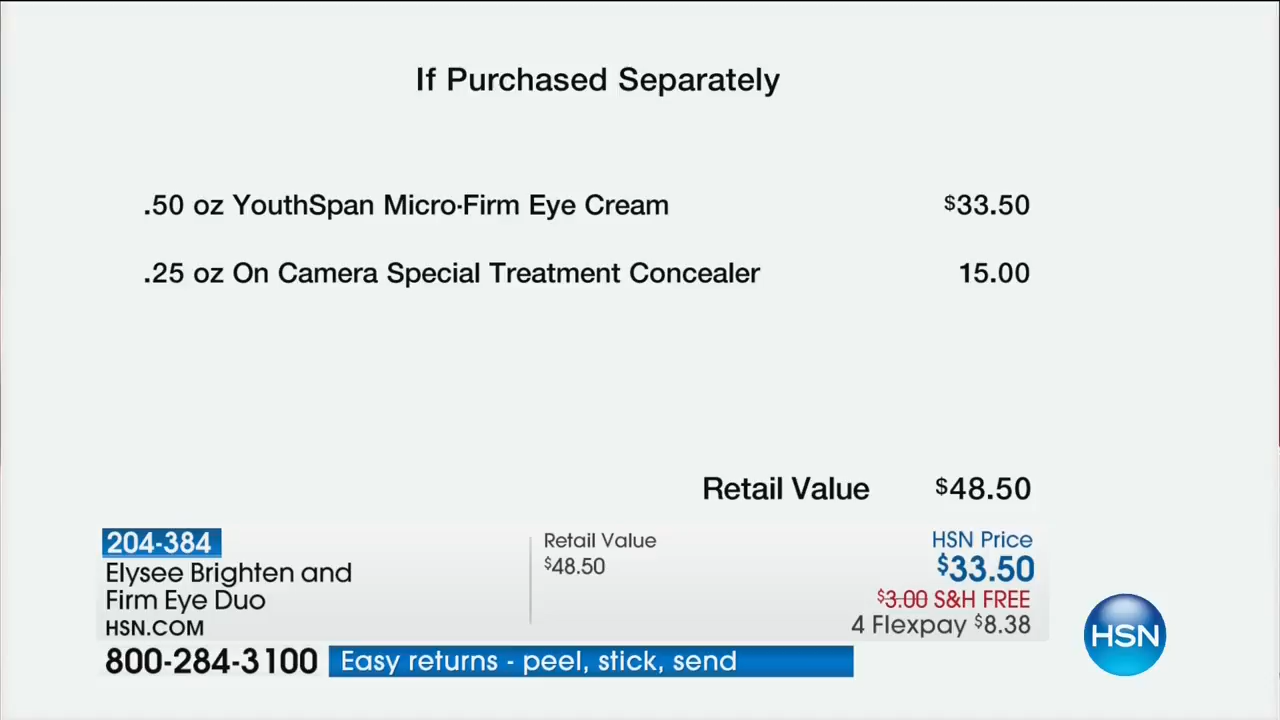 If Purchased Separately
.50 oz YouthSpan Micro-Firm Eye Cream $33.50
.25 oz On Camera Special Treatment Concealer 15.00
Retail Value $48.50
204-384
Elysee Brighten and
Firm Eye Duo
HSN.COM
Retail Value
$48.50
HSN Price
$33.50
$3.00 S&H FREE
4 Flexpay $8.38
800-284-3100
Easy returns - peel, stick, send
HSN